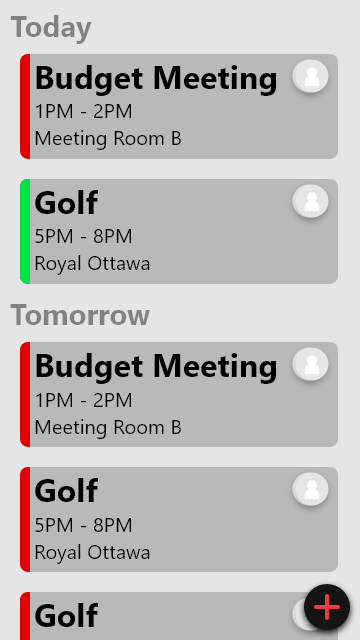 Today
Budget Meeting
1PM - 2PM
Meeting Room B
Golf
5PM - 8PM
Royal Ottawa
Tomorrow
Budget Meeting
1PM - 2PM
Meeting Room B
Golf
5PM - 8PM
Royal Ottawa
Golf